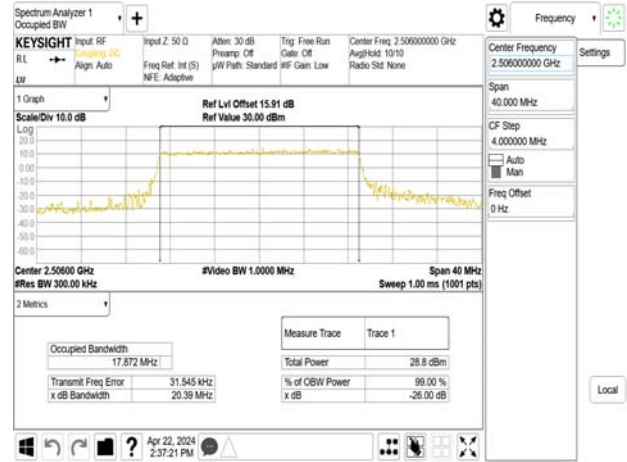 Spectrum Analyzer 1
Occupied BW
Frequency
KEYSIGHT
RL
Input: RF
Coupling: DC
Align: Auto
Input Z: 50 Ω
Freq Ref: Int (S)
NFE: Adaptive
Atten: 30 dB
Preamp: Off
µW Path: Standard
Trig: Free Run
Gate: Off
#IF Gain: Low
Center Freq: 2.506000000 GHz
Avg|Hold: 10/10
Radio Std: None
Center Frequency
2.506000000 GHz
Settings
Span
40.000 MHz
CF Step
4.000000 MHz
Auto
Man
Freq Offset
0 Hz
Local
1 Graph
Scale/Div 10.0 dB
Ref Lvl Offset 15.91 dB
Ref Value 30.00 dBm
Log
20.0
10.0
0.00
-10.0
-20.0
-30.0
-40.0
-50.0
-60.0
Center 2.50600 GHz
#Video BW 1.0000 MHz
Span 40 MHz
#Res BW 300.00 kHz
Sweep 1.00 ms (1001 pts)
2 Metrics
Measure Trace
Trace 1
Occupied Bandwidth
17.872 MHz
Total Power
28.8 dBm
Transmit Freq Error
31.545 kHz
% of OBW Power
99.00 %
x dB Bandwidth
20.39 MHz
x dB
-26.00 dB
Apr 22, 2024
2:37:21 PM